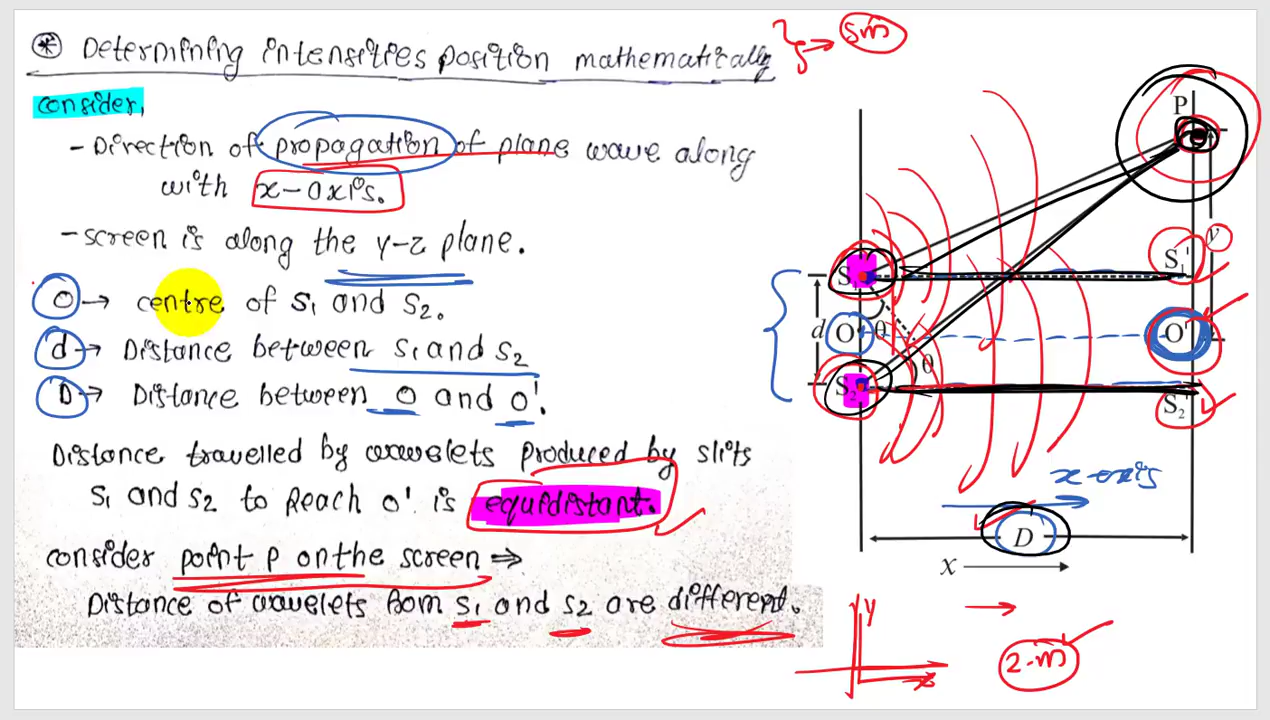 * Determining intensities position mathematically
5m
consider,
- Direction of propagation of plane wave along
with x-axis.
- screen is along the y-z plane.
O → centre of S1 and S2.
d → Distance between S1 and S2
D → Distance between O and O'.
Distance travelled by wavelets produced by slits
S1 and S2 to Reach O' is equidistant.
consider point P on the screen ⇒
Distance of wavelets from S1 and S2 are different.
P
y
S1 S1'
d O θ O'
θ
S2 S2'
x-axis
D
x
y
x
2-m